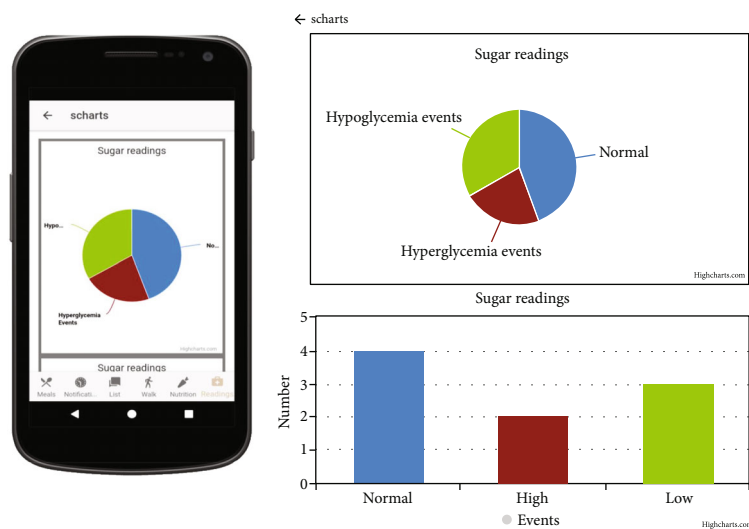 ← scharts
Sugar readings
Hypo...
No...
Hyperglycemia
Events
Highcharts.com
Sugar readings
Meals Notificati... List Walk Nutrition Readings
← scharts
Sugar readings
Hypoglycemia events
Normal
Hyperglycemia events
Highcharts.com
Sugar readings
5
4
3
2
1
0
Number
Normal High Low
Events
Highcharts.com